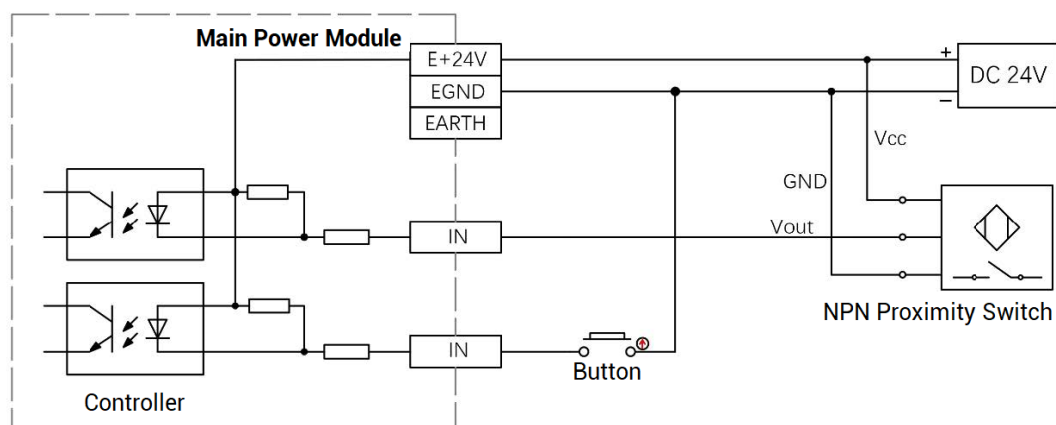 Main Power Module
E+24V
EGND
EARTH
+
DC 24V
−
Vcc
GND
IN
Vout
NPN Proximity Switch
IN
Button
Controller